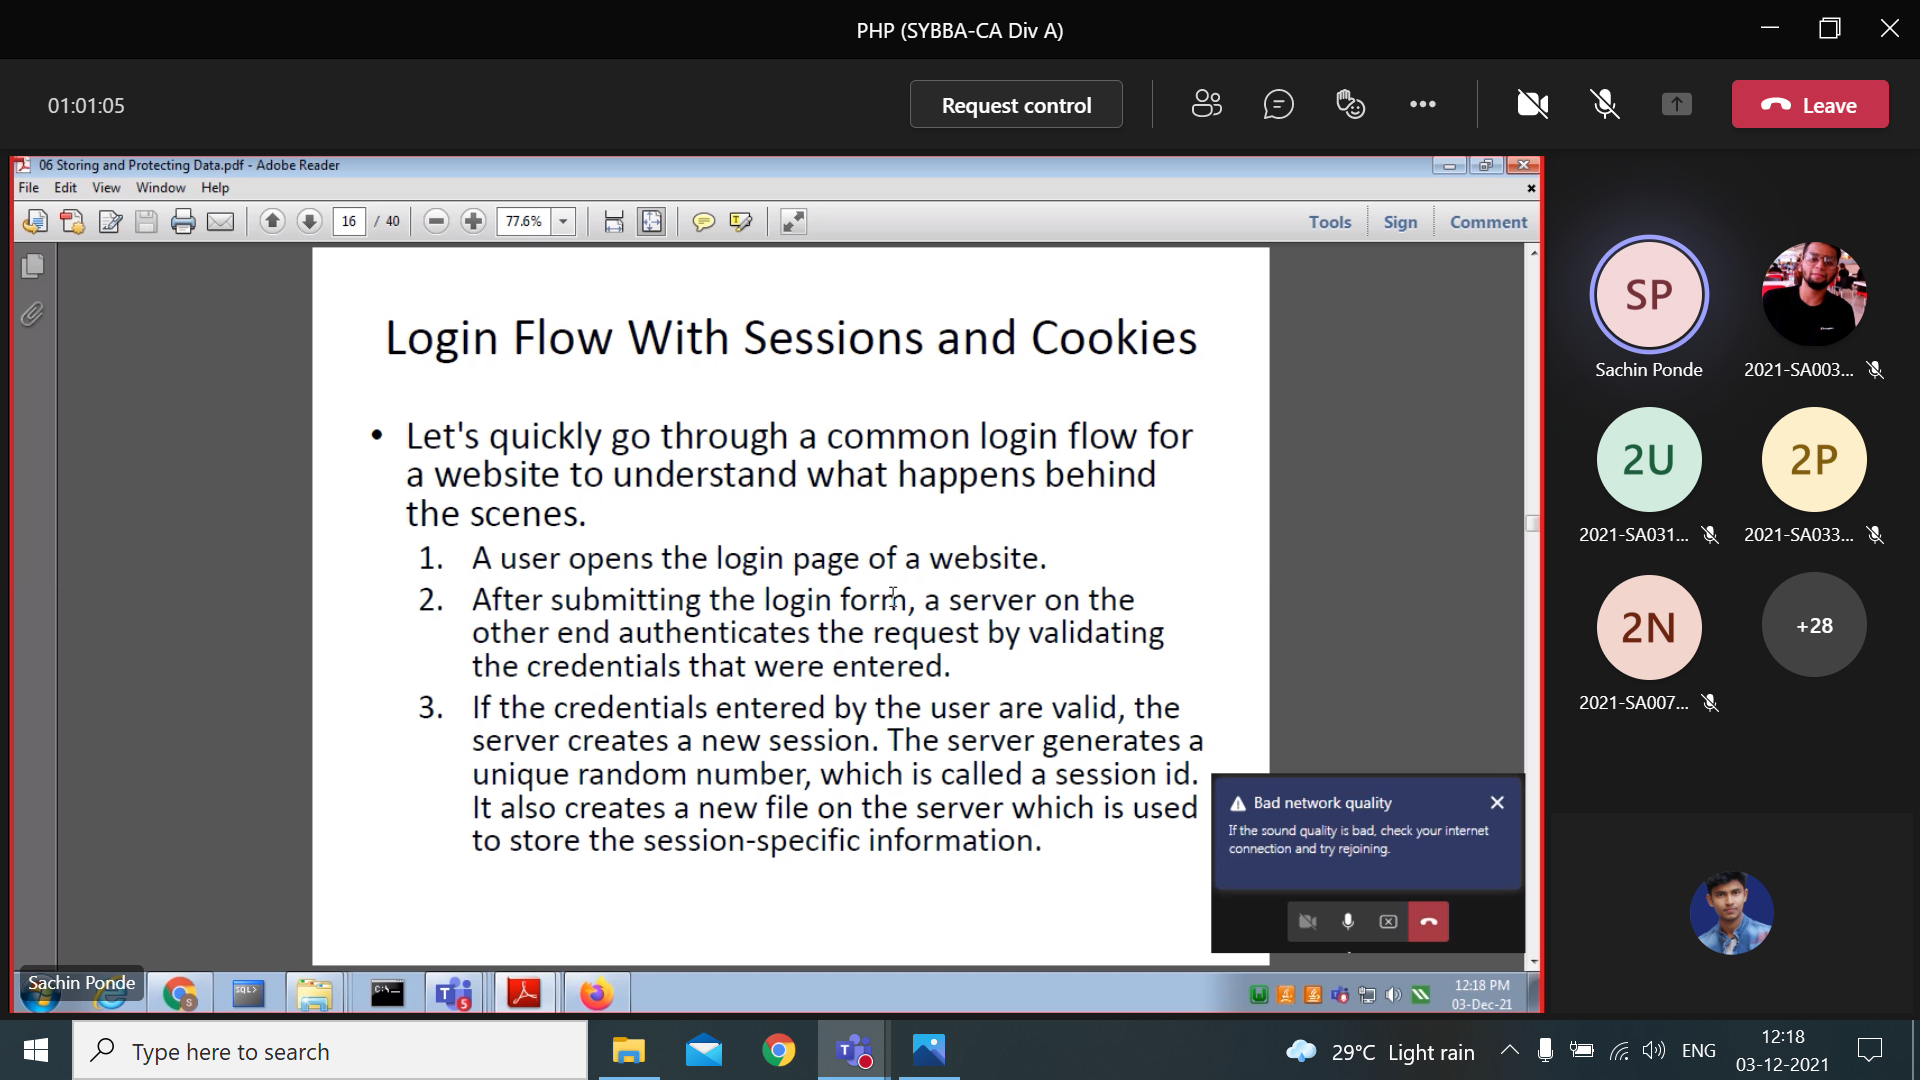 PHP (SYBBA-CA Div A)
01:01:05
Request control
Leave
06 Storing and Protecting Data.pdf - Adobe Reader
File Edit View Window Help
16 / 40
77.6%
Tools Sign Comment
Login Flow With Sessions and Cookies
• Let's quickly go through a common login flow for
a website to understand what happens behind
the scenes.
1. A user opens the login page of a website.
2. After submitting the login form, a server on the
other end authenticates the request by validating
the credentials that were entered.
3. If the credentials entered by the user are valid, the
server creates a new session. The server generates a
unique random number, which is called a session id.
It also creates a new file on the server which is used
to store the session-specific information.
Bad network quality
If the sound quality is bad, check your internet
connection and try rejoining.
SP
Sachin Ponde
2021-SA003...
2U
2021-SA031...
2P
2021-SA033...
2N
2021-SA007...
+28
Sachin Ponde
SQL>
C:\
12:18 PM
03-Dec-21
Type here to search
29°C Light rain
ENG
12:18
03-12-2021